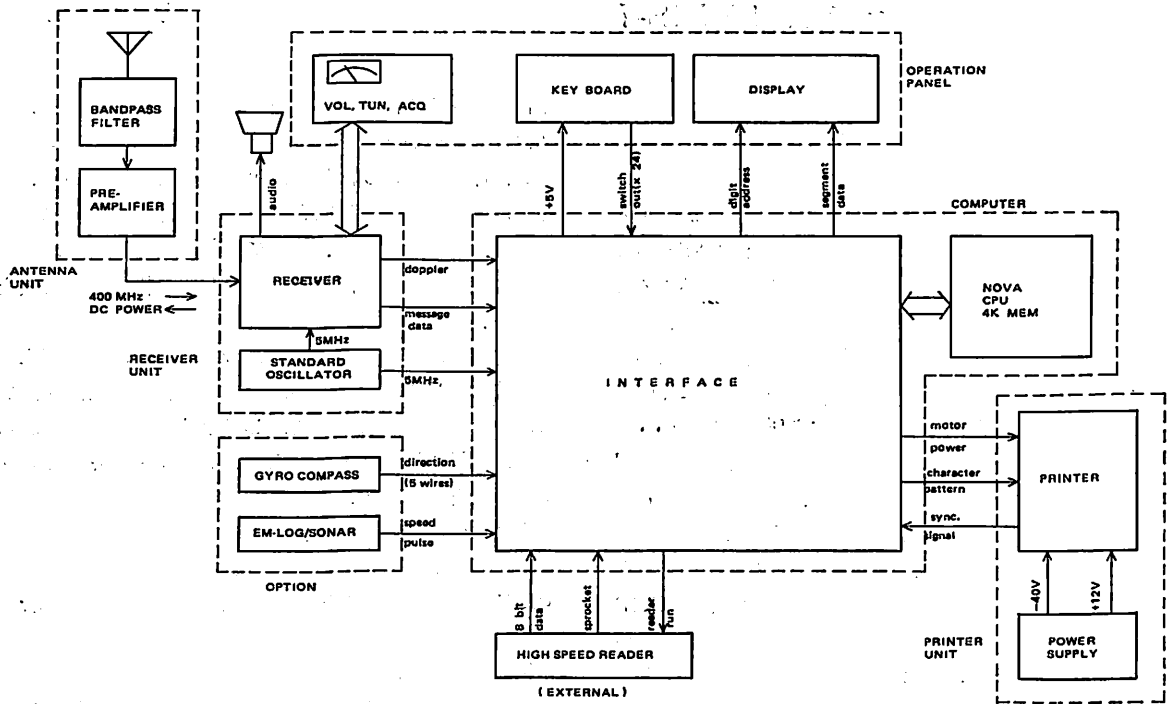 BANDPASS
FILTER
PRE-
AMPLIFIER
ANTENNA
UNIT
400 MHz
DC POWER
audio
VOL, TUN, ACQ
KEY BOARD
DISPLAY
OPERATION
PANEL
+5V
switch
out(x 24)
digit
address
segment
data
COMPUTER
RECEIVER
doppler
message
data
5MHz
STANDARD
OSCILLATOR
5MHz,
RECEIVER
UNIT
INTERFACE
NOVA
CPU
4K MEM
GYRO COMPASS
direction
(5 wires)
EM-LOG/SONAR
speed
pulse
OPTION
motor
power
character
pattern
sync.
signal
PRINTER
-40V
+12V
POWER
SUPPLY
PRINTER
UNIT
8 bit
data
sprocket
reader
run
HIGH SPEED READER
(EXTERNAL)